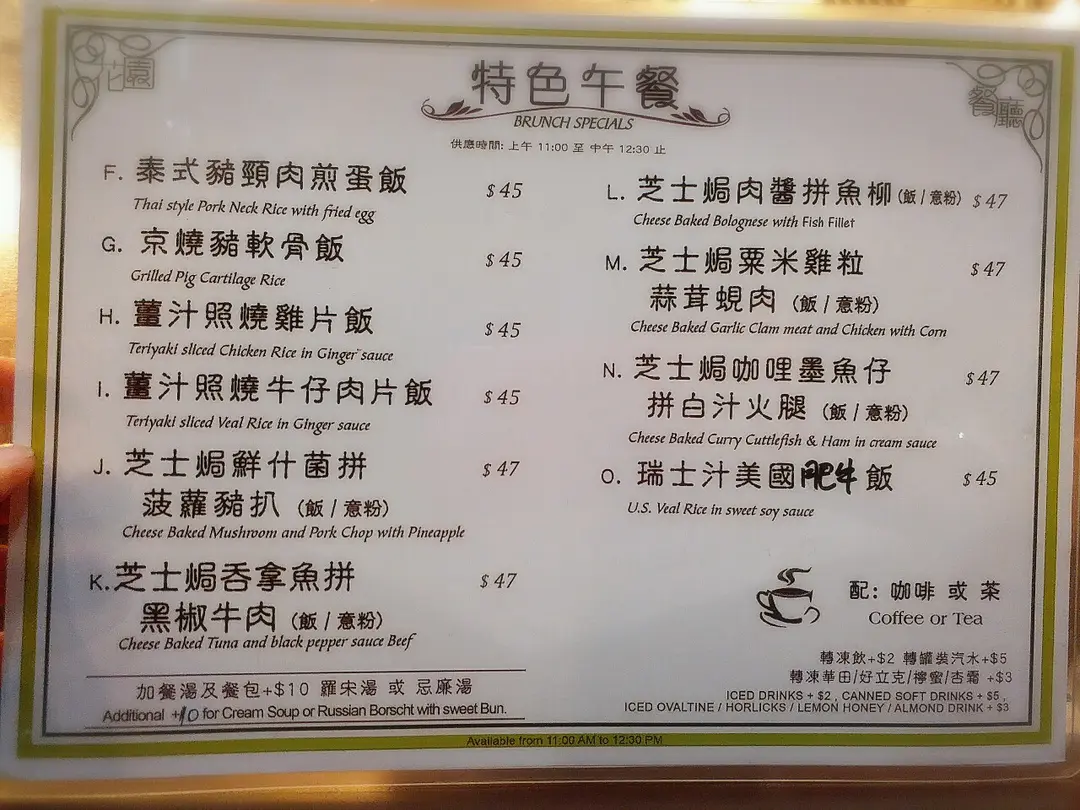 花園
餐廳
特色午餐
BRUNCH SPECIALS
供應時間: 上午 11:00 至 中午 12:30 止
F. 泰式豬頸肉煎蛋飯 $45
Thai style Pork Neck Rice with fried egg
G. 京燒豬軟骨飯 $45
Grilled Pig Cartilage Rice
H. 薑汁照燒雞片飯 $45
Teriyaki sliced Chicken Rice in Ginger sauce
I. 薑汁照燒牛仔肉片飯 $45
Teriyaki sliced Veal Rice in Ginger sauce
J. 芝士焗鮮什菌拼 $47
菠蘿豬扒 (飯 / 意粉)
Cheese Baked Mushroom and Pork Chop with Pineapple
K. 芝士焗吞拿魚拼 $47
黑椒牛肉 (飯 / 意粉)
Cheese Baked Tuna and black pepper sauce Beef
加餐湯及餐包+$10 羅宋湯 或 忌廉湯
Additional +10 for Cream Soup or Russian Borscht with sweet Bun.
L. 芝士焗肉醬拼魚柳 (飯 / 意粉) $47
Cheese Baked Bolognese with Fish Fillet
M. 芝士焗粟米雞粒 $47
蒜茸蜆肉 (飯 / 意粉)
Cheese Baked Garlic Clam meat and Chicken with Corn
N. 芝士焗咖哩墨魚仔 $47
拼白汁火腿 (飯 / 意粉)
Cheese Baked Curry Cuttlefish & Ham in cream sauce
O. 瑞士汁美國肥牛飯 $45
U.S. Veal Rice in sweet soy sauce
配: 咖啡 或 茶
Coffee or Tea
轉凍飲+$2 轉罐裝汽水+$5
轉凍華田/好立克/檸蜜/杏霜 +$3
ICED DRINKS + $2 , CANNED SOFT DRINKS + $5 ,
ICED OVALTINE / HORLICKS / LEMON HONEY / ALMOND DRINK + $3
Available from 11:00 AM to 12:30 PM